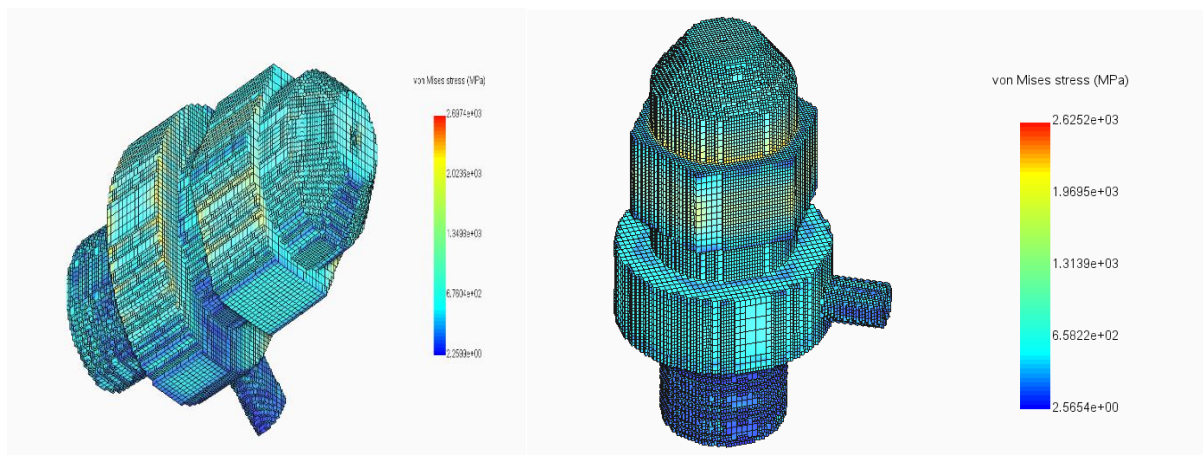 von Mises stress (MPa)
2.6974e+03
2.0236e+03
1.3498e+03
6.7604e+02
2.2599e+00
von Mises stress (MPa)
2.6252e+03
1.9695e+03
1.3139e+03
6.5822e+02
2.5654e+00